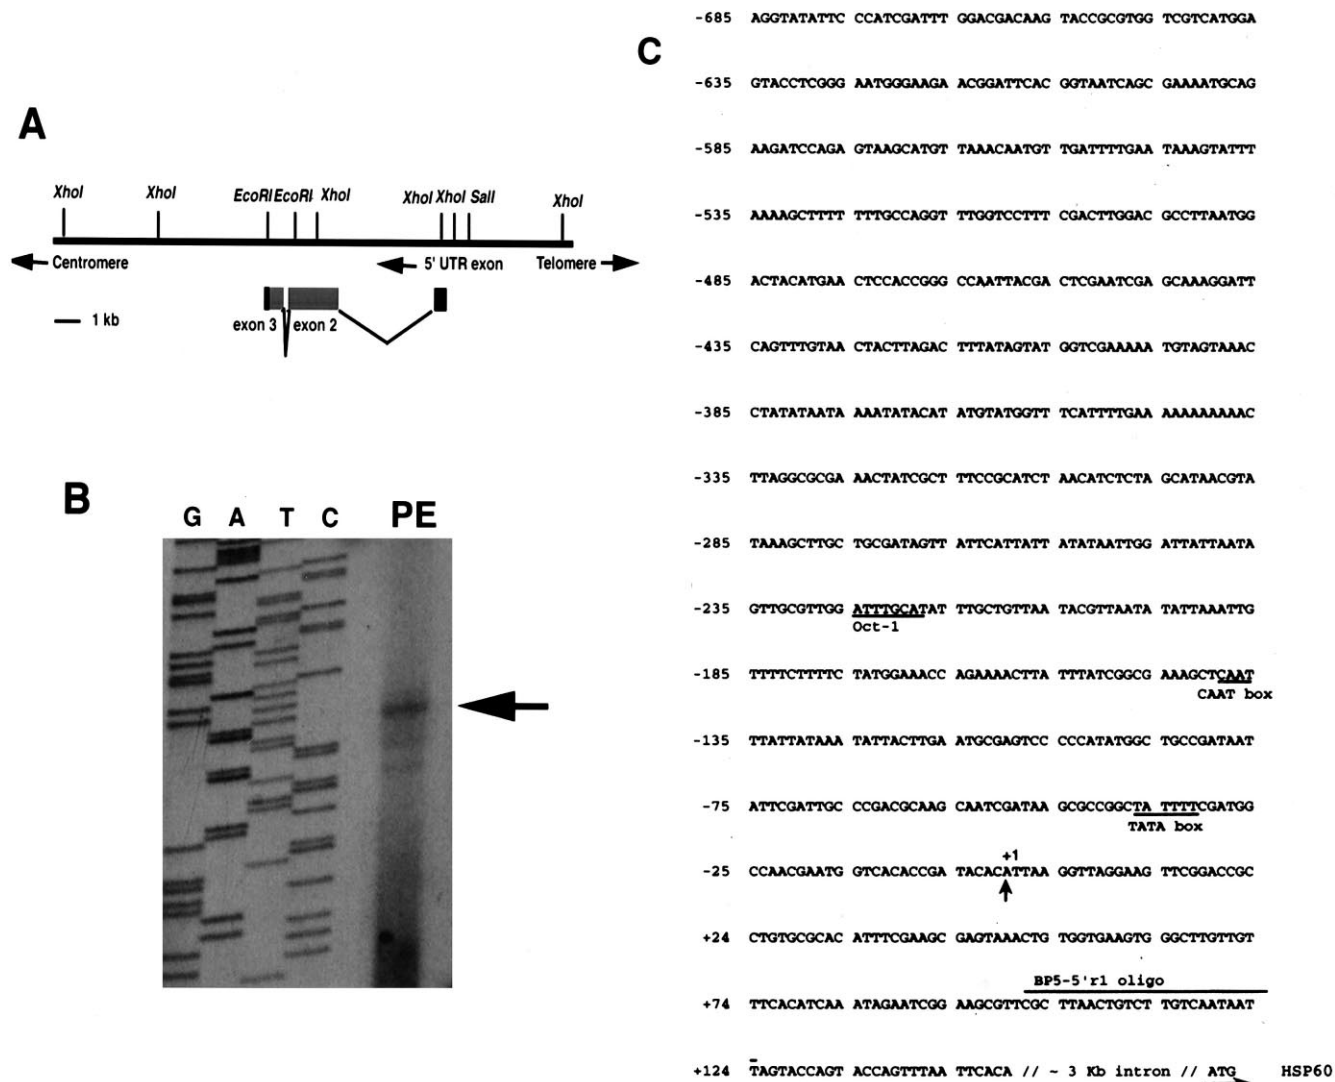 A
XhoI XhoI EcoRI EcoRI XhoI XhoI XhoI SalI XhoI
Centromere 5' UTR exon Telomere
1 kb exon 3 exon 2
B
G A T C PE
C
-685 AGGTATATTC CCATCGATTT GGACGACAAG TACCGCGTGG TCGTCATGGA
-635 GTACCTCGGG AATGGGAAGA ACGGATTCAC GGTAATCAGC GAAAATGCAG
-585 AAGATCCAGA GTAAGCATGT TAAACAATGT TGATTTTGAA TAAAGTATTT
-535 AAAAGCTTTT TTTGCCAGGT TTGGTCCTTT CGACTTGGAC GCCTTAATGG
-485 ACTACATGAA CTCCACCGGG CCAATTACGA CTCGAATCGA GCAAAGGATT
-435 CAGTTTGTAA CTACTTAGAC TTTATAGTAT GGTCGAAAAA TGTAGTAAAC
-385 CTATATAATA AAATATACAT ATGTATGGTT TCATTTTGAA AAAAAAAAAC
-335 TTAGGCGCGA AACTATCGCT TTCCGCATCT AACATCTCTA GCATAACGTA
-285 TAAAGCTTGC TGCGATAGTT ATTCATTATT ATATAATTGG ATTATTAATA
-235 GTTGCGTTGG ATTTGCATAT TTGCTGTTAA TACGTTAATA TATTAAATTG
Oct-1
-185 TTTTCTTTTC TATGGAAACC AGAAAACTTA TTTATCGGCG AAAGCTCAAT
CAAT box
-135 TTATTATAAA TATTACTTGA ATGCGAGTCC CCCATATGGC TGCCGATAAT
-75 ATTCGATTGC CCGACGCAAG CAATCGATAA GCGCCGGCTA TTTTCGATGG
TATA box
+1
-25 CCAACGAATG GTCACACCGA TACACATTAA GGTTAGGAAG TTCGGACCGC
+24 CTGTGCGCAC ATTTCGAAGC GAGTAAACTG TGGTGAAGTG GGCTTGTTGT
BP5-5'r1 oligo
+74 TTCACATCAA ATAGAATCGG AAGCGTTCGC TTAACTGTCT TGTCAATAAT
+124 TAGTACCAGT ACCAGTTTAA TTCACA // ~ 3 Kb intron // ATG HSP60